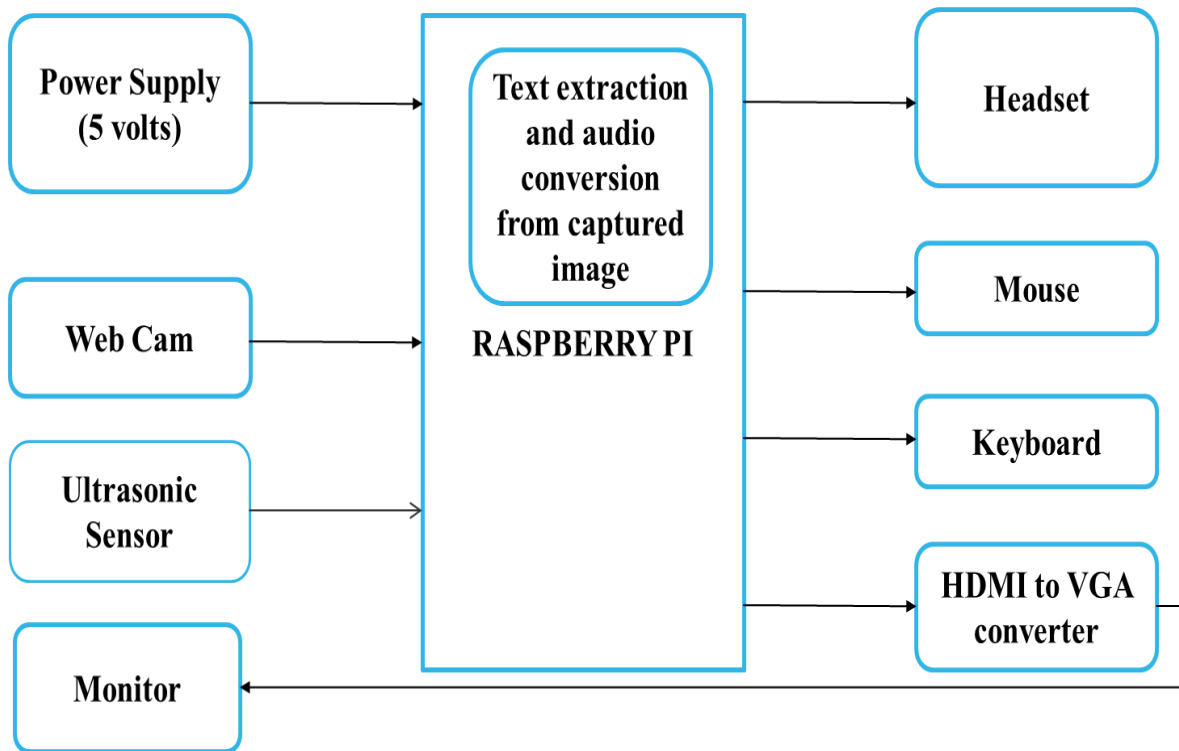 Power Supply
(5 volts)
Web Cam
Ultrasonic
Sensor
Monitor
Text extraction
and audio
conversion
from captured
image
RASPBERRY PI
Headset
Mouse
Keyboard
HDMI to VGA
converter